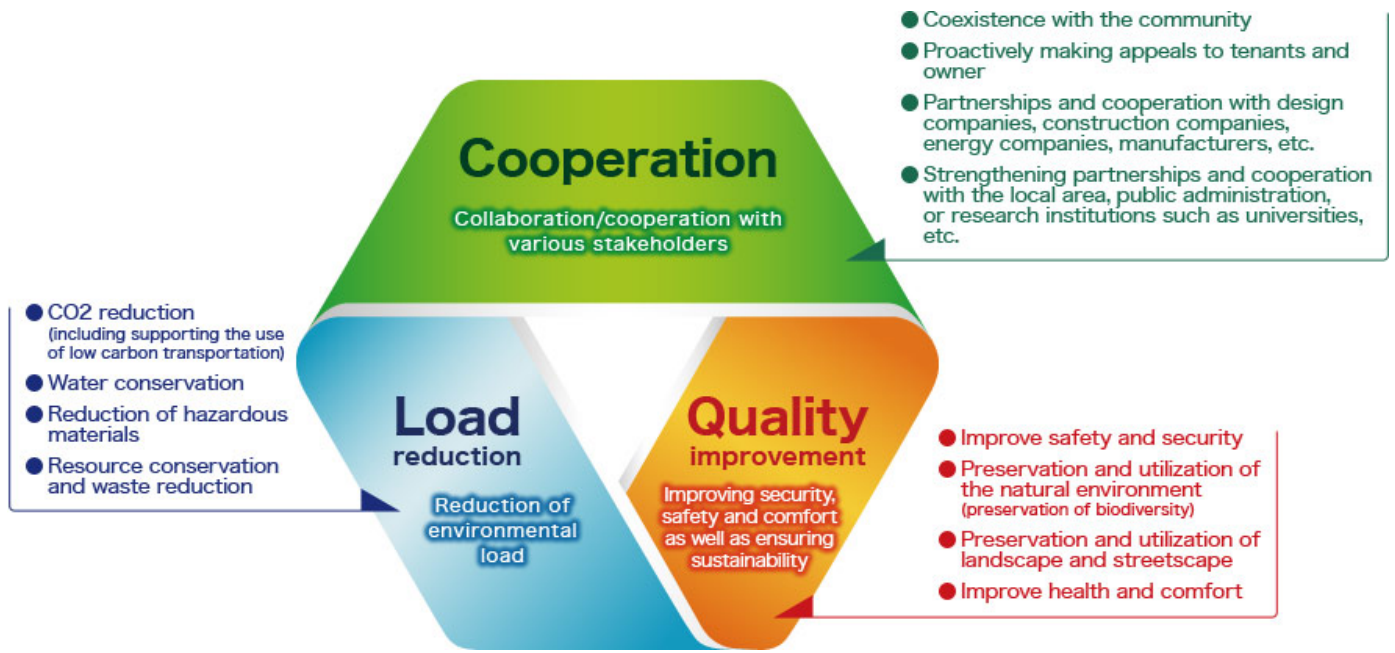 Coexistence with the community
Proactively making appeals to tenants and
owner
Partnerships and cooperation with design
companies, construction companies,
energy companies, manufacturers, etc.
Strengthening partnerships and cooperation
with the local area, public administration,
or research institutions such as universities,
etc.
Cooperation
Collaboration/cooperation with
various stakeholders
CO2 reduction
(including supporting the use
of low carbon transportation)
Water conservation
Reduction of hazardous
materials
Resource conservation
and waste reduction
Load
reduction
Reduction of
environmental
load
Quality
improvement
Improving security,
safety and comfort
as well as ensuring
sustainability
Improve safety and security
Preservation and utilization of
the natural environment
(preservation of biodiversity)
Preservation and utilization of
landscape and streetscape
Improve health and comfort